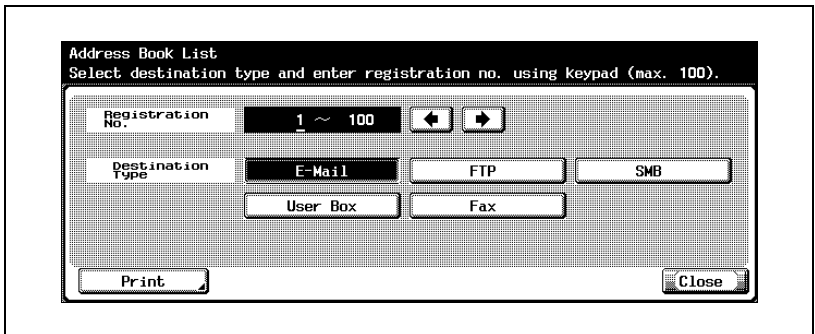 Address Book List
Select destination type and enter registration no. using keypad (max. 100).
Registration
No.
1 ~ 100
Destination
Type
E-Mail FTP SMB
User Box Fax
Print Close